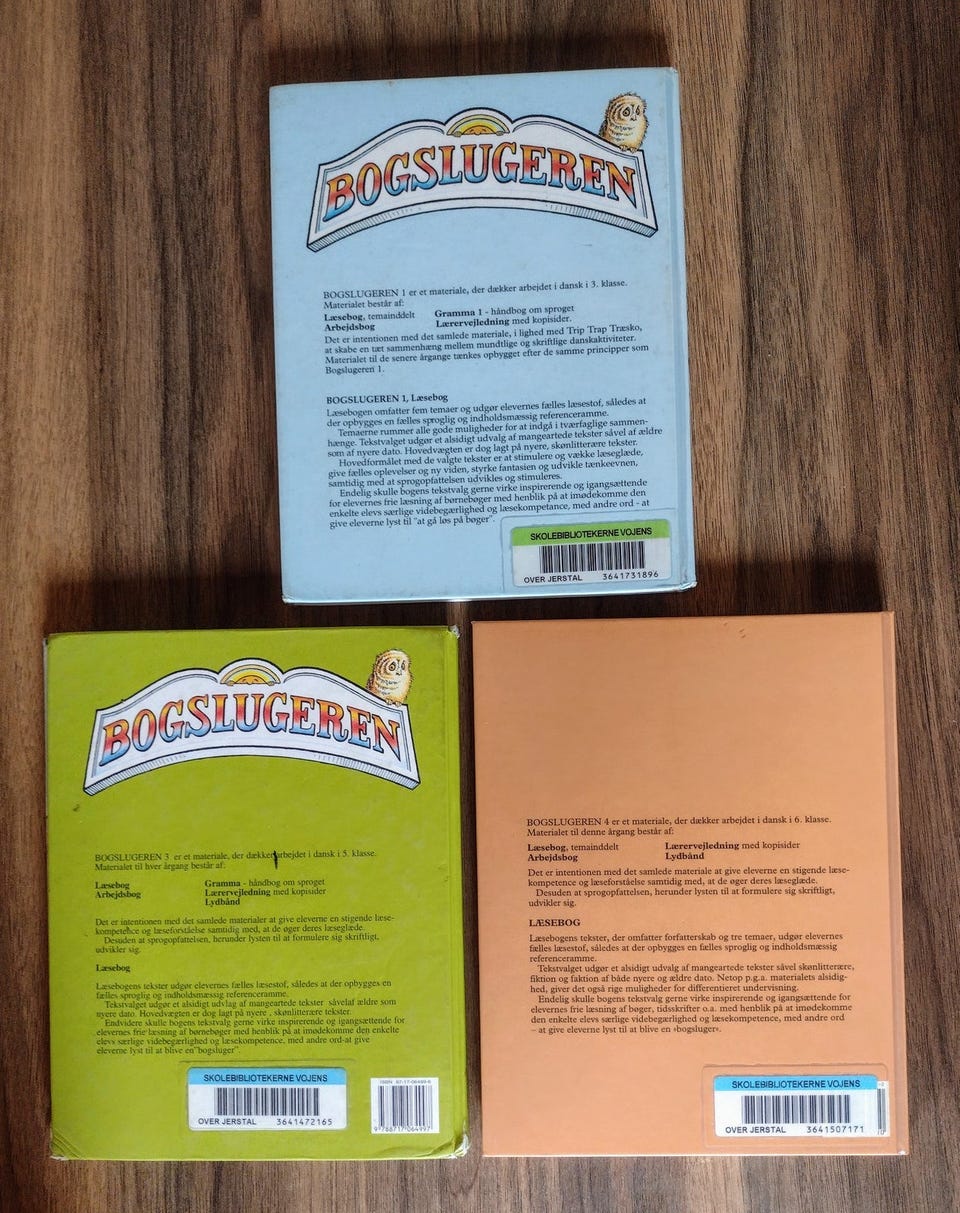 BOGSLUGEREN
BOGSLUGEREN 1 er et materiale, der dækker arbejdet i dansk i 3. klasse.
Materialet består af:
Læsebog, temainddelt Gramma 1 - håndbog om sproget
Arbejdsbog Lærervejledning med kopisider.
Det er intentionen med det samlede materiale, i lighed med Trip Trap Træsko,
at skabe en tæt sammenhæng mellem mundtlige og skriftlige danskaktiviteter.
Materialet til de senere årgange tænkes opbygget efter de samme principper som
Bogslugeren 1.
BOGSLUGEREN 1, Læsebog
Læsebogen omfatter fem temaer og udgør elevernes fælles læsestof, således at
der opbygges en fælles sproglig og indholdsmæssig referenceramme.
Temaerne rummer alle gode muligheder for at indgå i tværfaglige sammen-
hænge. Tekstvalget udgør et alsidigt udvalg af mangeartede tekster såvel af ældre
som af nyere dato. Hovedvægten er dog lagt på nyere, skønlitterære tekster.
Hovedformålet med de valgte tekster er at stimulere og vække læseglæde,
give fælles oplevelser og ny viden, styrke fantasien og udvikle tænkeevnen,
samtidig med at sprogopfattelsen udvikles og stimuleres.
Endelig skulle bogens tekstvalg gerne virke inspirerende og igangsættende
for elevernes frie læsning af børnebøger med henblik på at imødekomme den
enkelte elevs særlige videbegærlighed og læsekompetance, med andre ord - at
give eleverne lyst til "at gå løs på bøger".
SKOLEBIBLIOTEKERNE VOJENS
OVER JERSTAL 3641731896
BOGSLUGEREN
BOGSLUGEREN 3 er et materiale, der dækker arbejdet i dansk i 5. klasse.
Materialet til hver årgang består af:
Læsebog Gramma - håndbog om sproget
Arbejdsbog Lærervejledning med kopisider
Lydbånd
Det er intentionen med det samlede materialer at give eleverne en stigende læse-
kompetence og læseforståelse samtidig med, at de øger deres læseglæde.
Desuden at sprogopfattelsen, herunder lysten til at formulere sig skriftligt,
udvikler sig.
Læsebog
Læsebogens tekster udgør elevernes fælles læsestof, således at der opbygges en
fælles sproglig og indholdsmæssig referenceramme.
Tekstvalget udgør et alsidigt udvlag af mangeartede tekster såvelaf ældre som
nyere dato. Hovedvægten er dog lagt på nyere , skønlitterære tekster.
Endvidere skulle bogens tekstvalg gerne virke inspirerende og igangsættende for
elevernes frie læsning af børnebøger med henblik på at imødekomme den enkelte
elevs særlige videbegærlighed og læsekompetence, med andre ord-at give
eleverne lyst til at blive en"bogsluger".
SKOLEBIBLIOTEKERNE VOJENS
OVER JERSTAL 3641472165
ISBN 87-17-06499-6
9 788717 064997
BOGSLUGEREN 4 er et materiale, der dækker arbejdet i dansk i 6. klasse.
Materialet til denne årgang består af:
Læsebog, temainddelt Lærervejledning med kopisider
Arbejdsbog Lydbånd
Det er intentionen med det samlede materiale at give eleverne en stigende læse-
kompetence og læseforståelse samtidig med, at de øger deres læseglæde.
Desuden at sprogopfattelsen, herunder lysten til at formulere sig skriftligt,
udvikler sig.
LÆSEBOG
Læsebogens tekster, der omfatter forfatterskab og tre temaer, udgør elevernes
fælles læsestof, således at der opbygges en fælles sproglig og indholdsmæssig
referenceramme.
Tekstvalget udgør et alsidigt udvalg af mangeartede tekster såvel skønlitterære,
fiktion og faktion af både nyere og ældre dato. Netop p.g.a. materialets alsidig-
hed, giver det også rige muligheder for differentieret undervisning.
Endelig skulle bogens tekstvalg gerne virke inspirerende og igangsættende for
elevernes frie læsning af bøger, tidsskrifter o.a. med henblik på at imødekomme
den enkelte elevs særlige videbegærlighed og læsekompetence, med andre ord
– at give eleverne lyst til at blive en »bogsluger«.
SKOLEBIBLIOTEKERNE VOJENS
OVER JERSTAL 3641507171